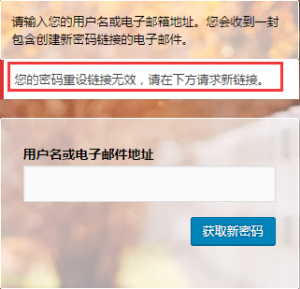 请输入您的用户名或电子邮箱地址。您会收到一封
包含创建新密码链接的电子邮件。
您的密码重设链接无效，请在下方请求新链接。
用户名或电子邮件地址
获取新密码